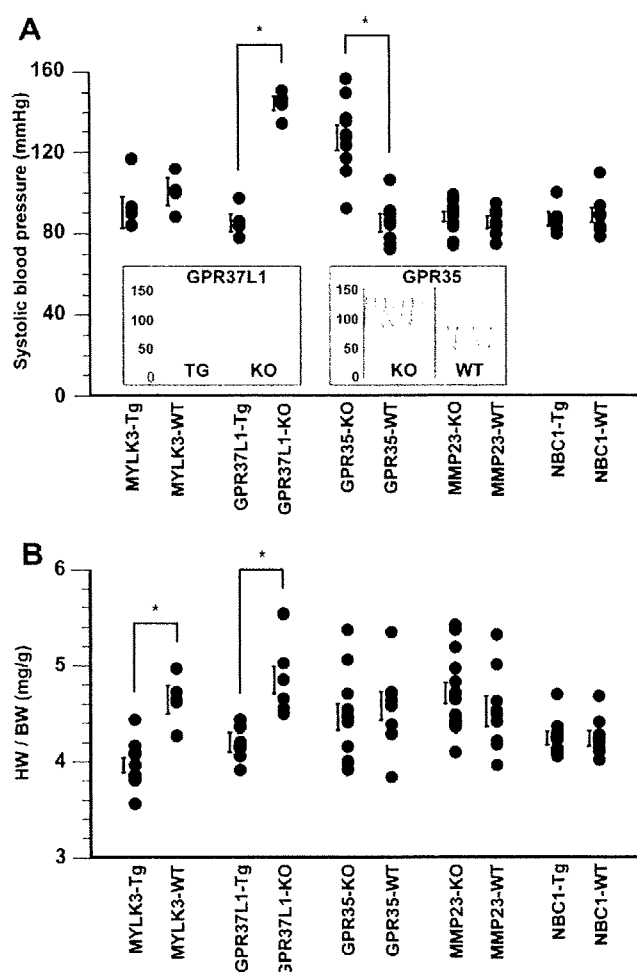 A
*
*
Systolic blood pressure (mmHg)
160
120
80
40
0
GPR37L1
150
100
50
0
TG KO
GPR35
150
100
50
0
KO WT
MYLK3-Tg
MYLK3-WT
GPR37L1-Tg
GPR37L1-KO
GPR35-KO
GPR35-WT
MMP23-KO
MMP23-WT
NBC1-Tg
NBC1-WT
B
*
*
HW / BW (mg/g)
6
5
4
3
MYLK3-Tg
MYLK3-WT
GPR37L1-Tg
GPR37L1-KO
GPR35-KO
GPR35-WT
MMP23-KO
MMP23-WT
NBC1-Tg
NBC1-WT